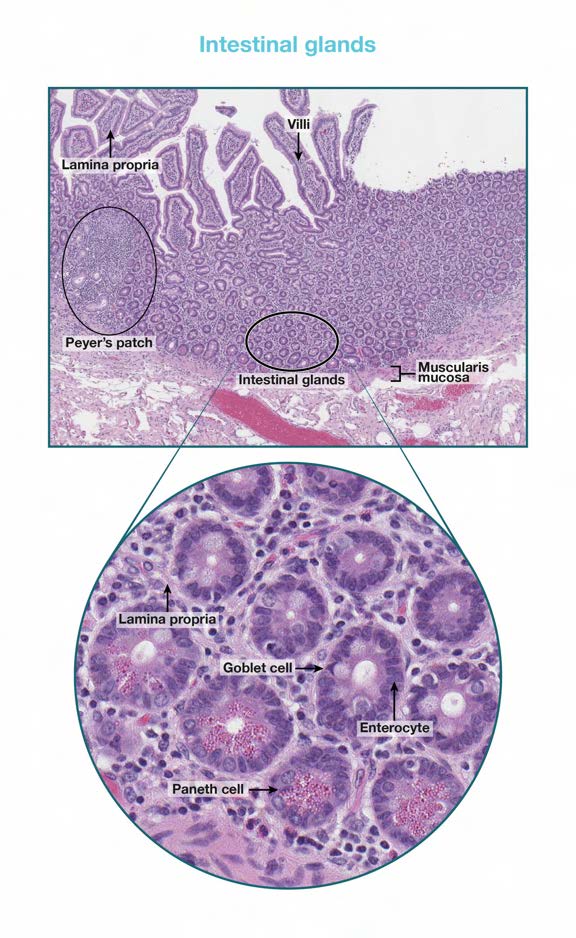 Intestinal glands
Villi
Lamina propria
Peyer's patch
Intestinal glands
Muscularis
mucosa
Lamina propria
Goblet cell
Enterocyte
Paneth cell